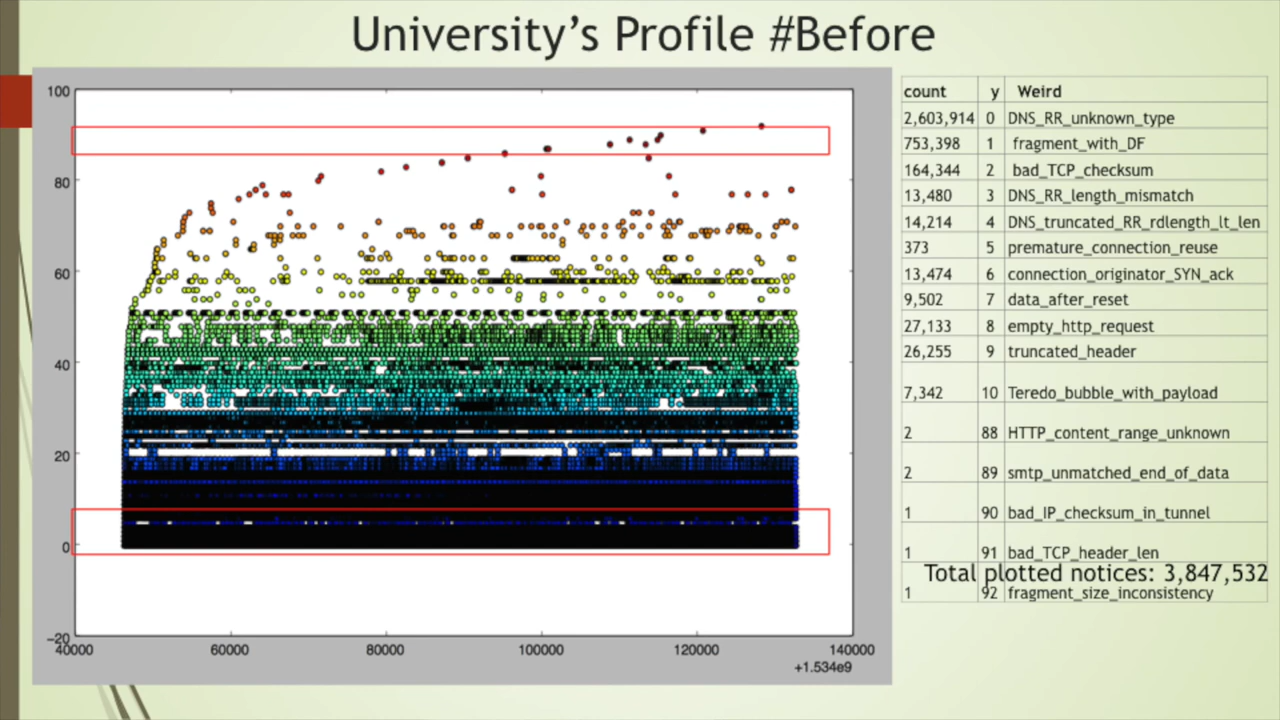 University's Profile #Before
100
80
60
40
20
0
−20
40000 60000 80000 100000 120000 140000
+1.534e9
count y Weird
2,603,914 0 DNS_RR_unknown_type
753,398 1 fragment_with_DF
164,344 2 bad_TCP_checksum
13,480 3 DNS_RR_length_mismatch
14,214 4 DNS_truncated_RR_rdlength_lt_len
373 5 premature_connection_reuse
13,474 6 connection_originator_SYN_ack
9,502 7 data_after_reset
27,133 8 empty_http_request
26,255 9 truncated_header
7,342 10 Teredo_bubble_with_payload
2 88 HTTP_content_range_unknown
2 89 smtp_unmatched_end_of_data
1 90 bad_IP_checksum_in_tunnel
1 91 bad_TCP_header_len
Total plotted notices: 3,847,532
1 92 fragment_size_inconsistency